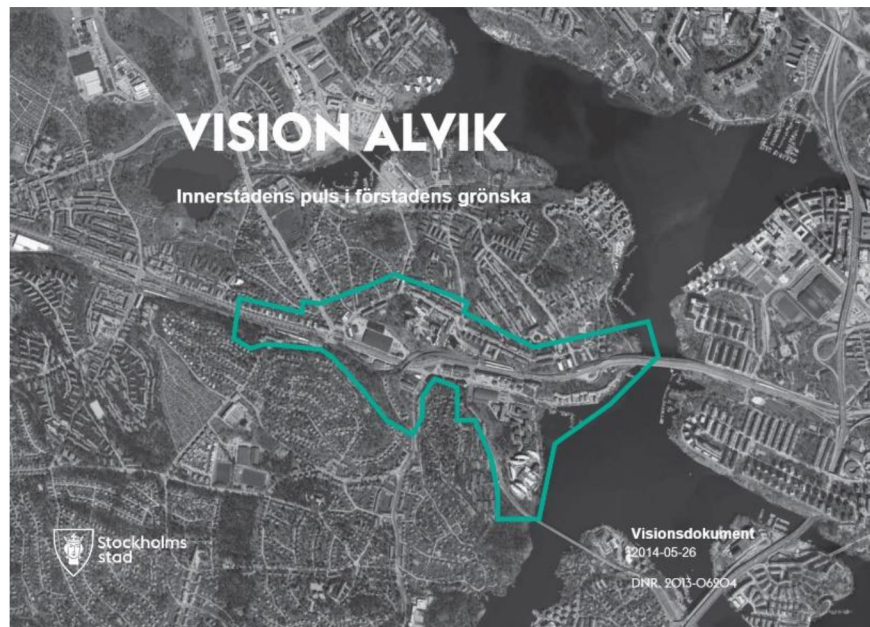 VISION ALVIK
Innerstadens puls i förstadens grönska
Stockholms
stad
Visionsdokument
2014-05-26
DNR. 2013-06204